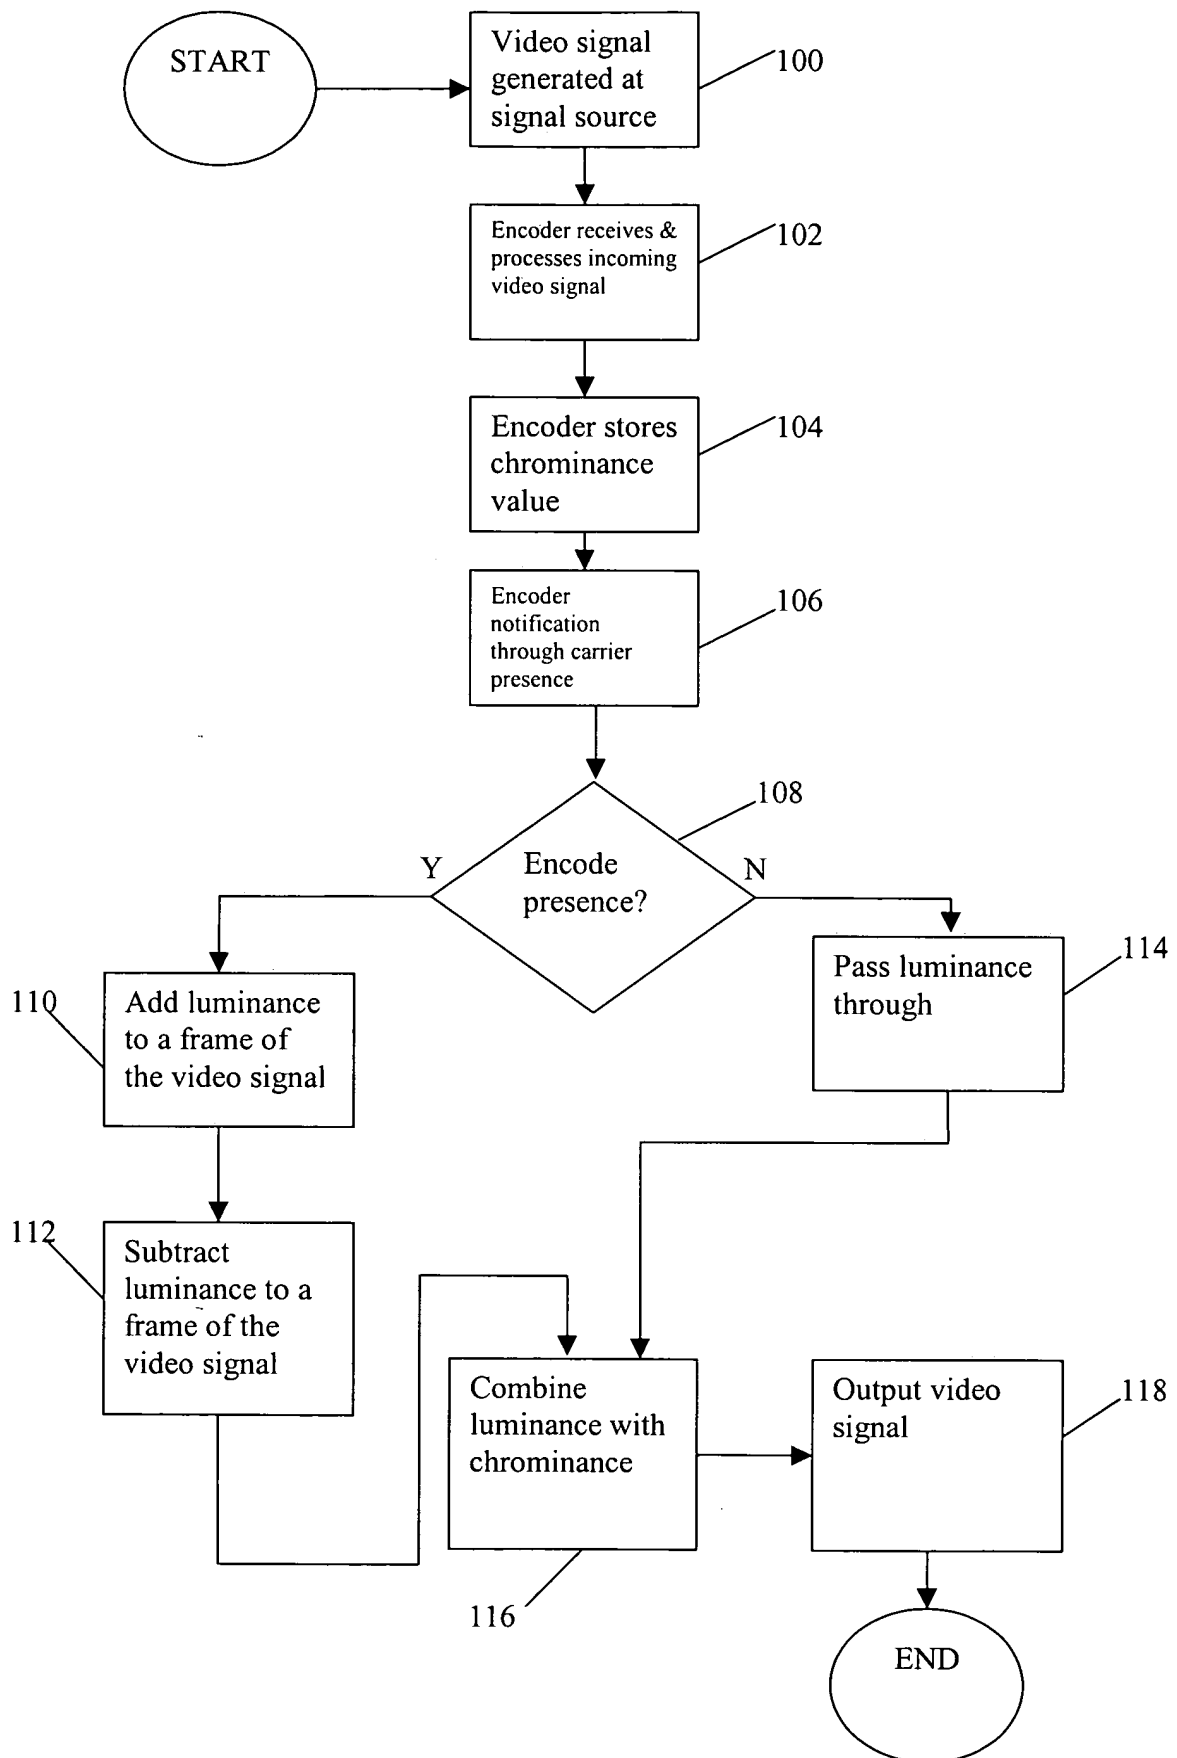 START
Video signal
generated at
signal source
100
Encoder receives &
processes incoming
video signal
102
Encoder stores
chrominance
value
104
Encoder
notification
through carrier
presence
106
108
Y
Encode
presence?
N
110
Add luminance
to a frame of
the video signal
Pass luminance
through
114
112
Subtract
luminance to a
frame of the
video signal
Combine
luminance with
chrominance
116
Output video
signal
118
END